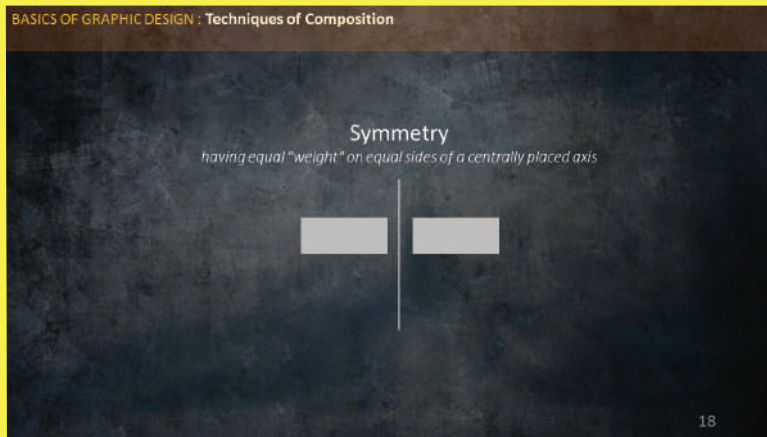 BASICS OF GRAPHIC DESIGN : Techniques of Composition
Symmetry
having equal "weight" on equal sides of a centrally placed axis
18